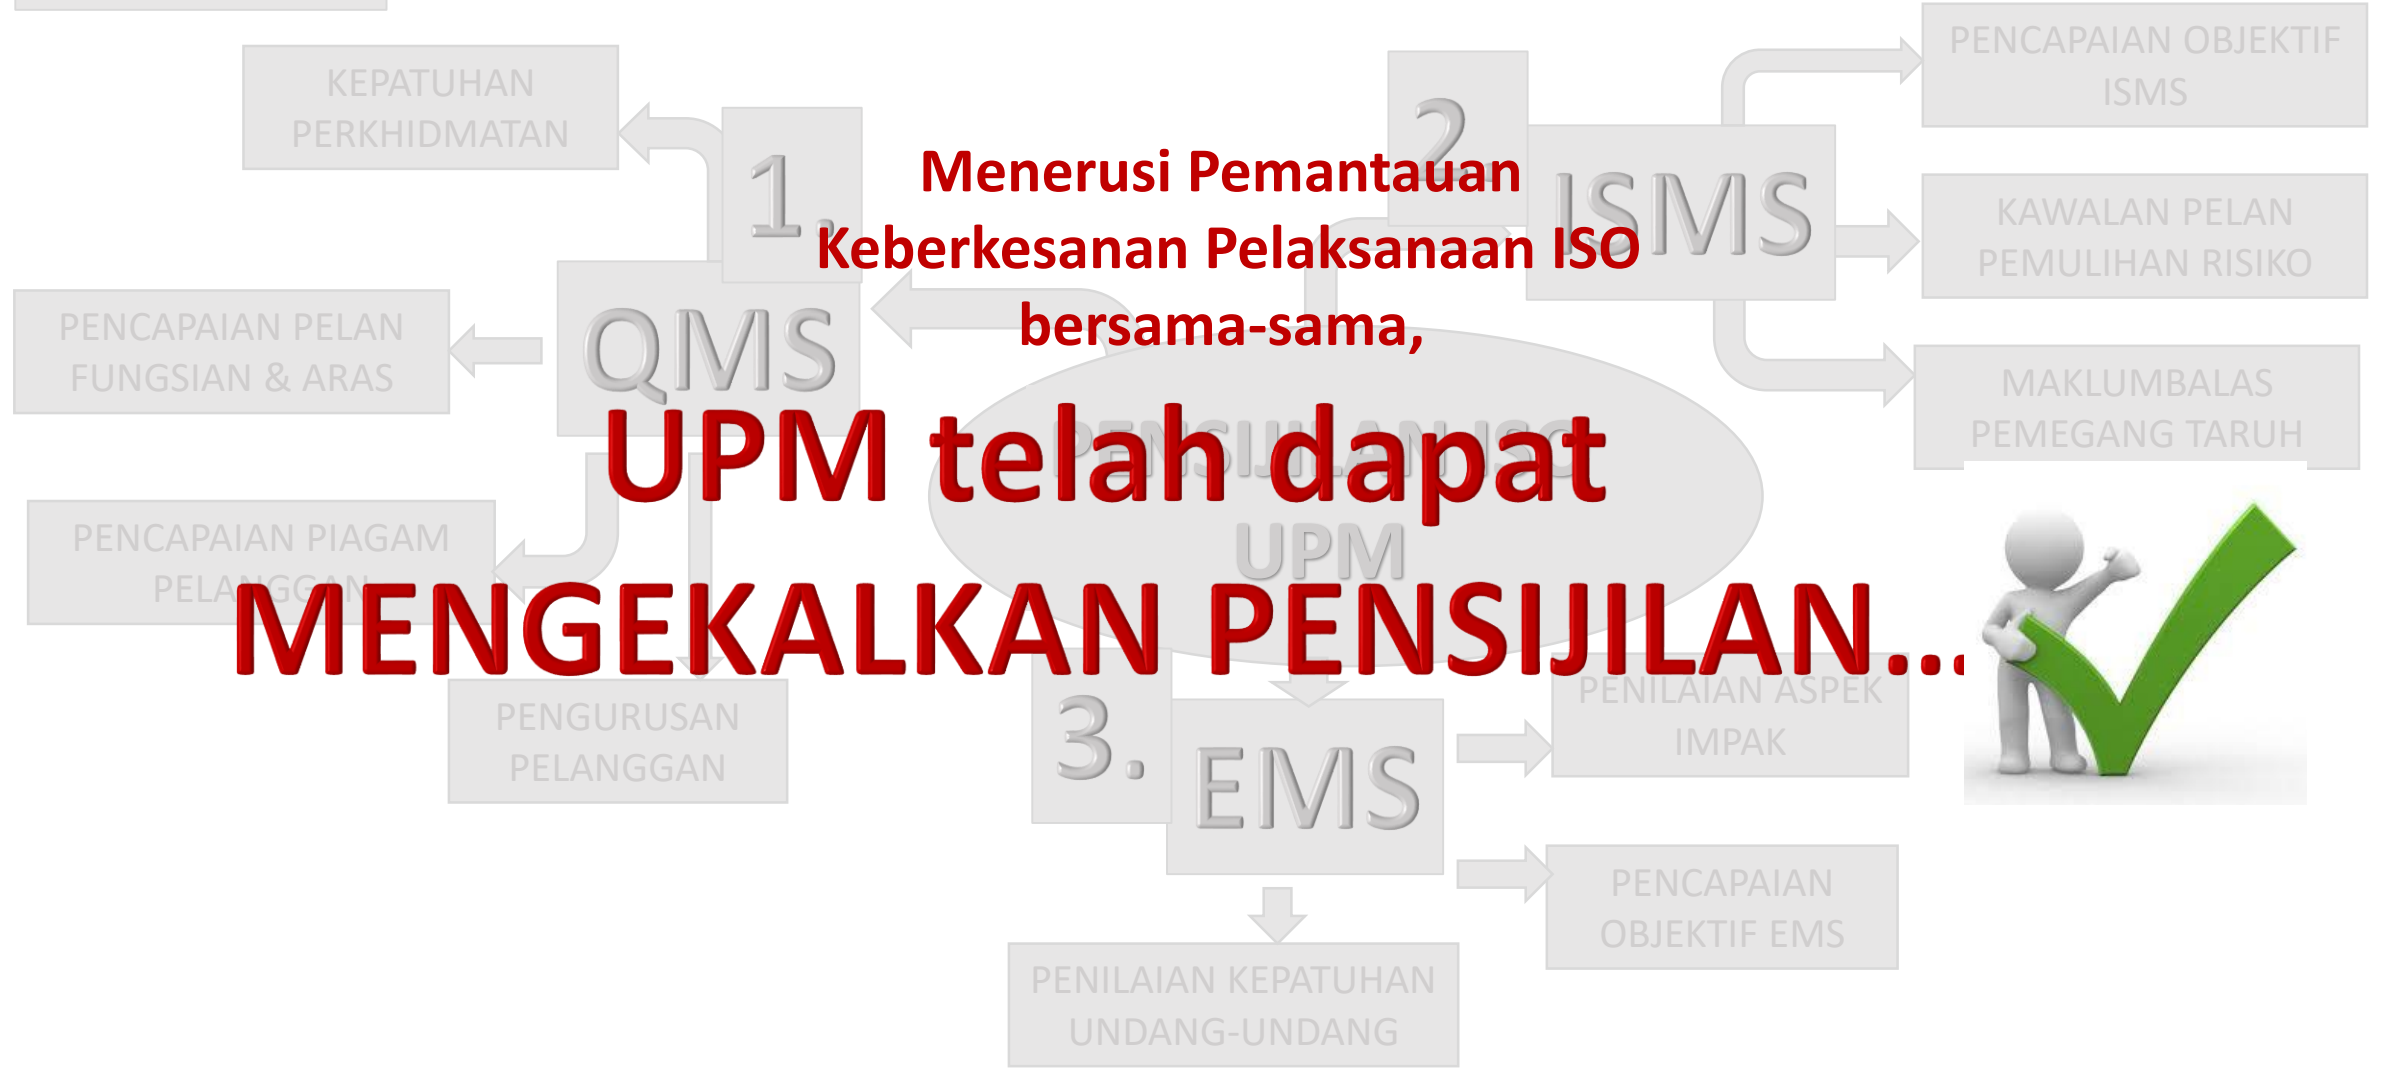 KEPATUHAN
PERKHIDMATAN
1.
QMS
PENCAPAIAN PELAN
FUNGSIAN & ARAS
PENCAPAIAN PIAGAM
PELANGGAN
PENGURUSAN
PELANGGAN
2.
ISMS
PENCAPAIAN OBJEKTIF
ISMS
KAWALAN PELAN
PEMULIHAN RISIKO
MAKLUMBALAS
PEMEGANG TARUH
Menerusi Pemantauan
Keberkesanan Pelaksanaan ISO
bersama-sama,
UPM telah dapat
MENGEKALKAN PENSIJILAN...
PENSIJILAN ISO
UPM
3.
EMS
PENILAIAN ASPEK
IMPAK
PENCAPAIAN
OBJEKTIF EMS
PENILAIAN KEPATUHAN
UNDANG-UNDANG